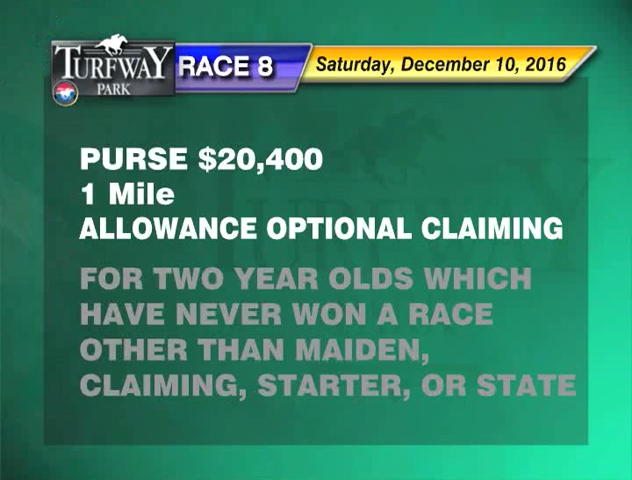 TURFWAY
PARK
RACE 8
Saturday, December 10, 2016
PURSE $20,400
1 Mile
ALLOWANCE OPTIONAL CLAIMING
FOR TWO YEAR OLDS WHICH
HAVE NEVER WON A RACE
OTHER THAN MAIDEN,
CLAIMING, STARTER, OR STATE